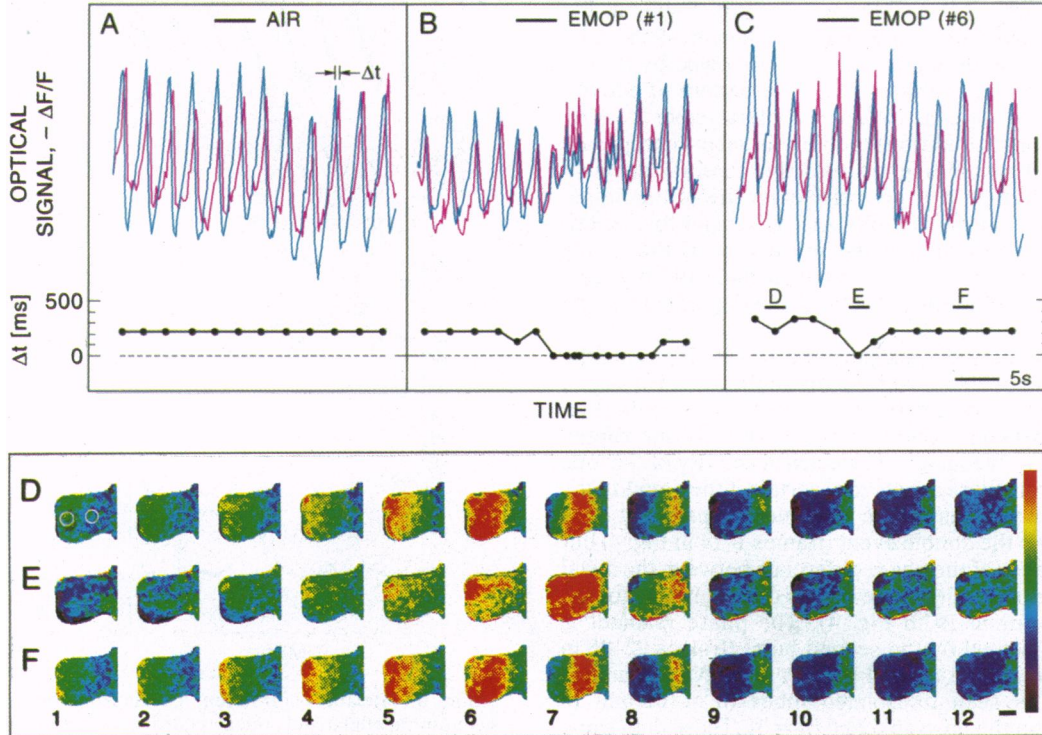 A
AIR
B
EMOP (#1)
C
EMOP (#6)
Δt
OPTICAL
SIGNAL, – ΔF/F
500
0
Δt [ms]
D
E
F
5s
TIME
D
E
F
1 2 3 4 5 6 7 8 9 10 11 12